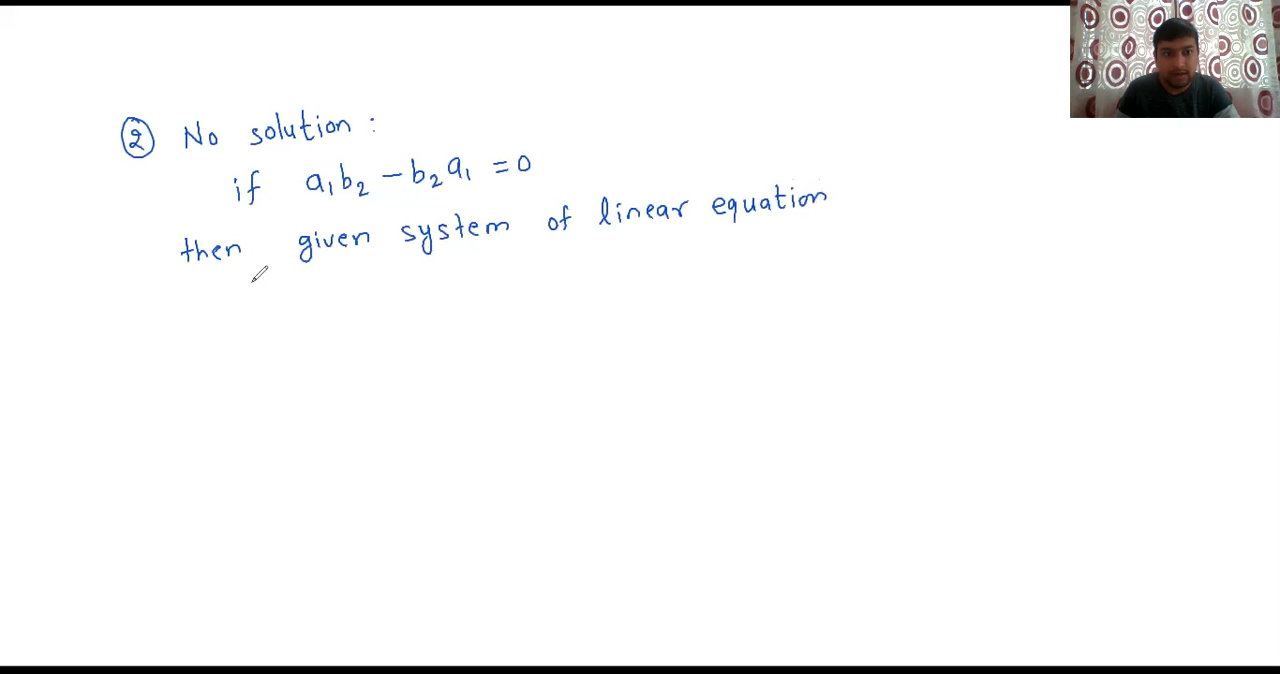 ② No solution :
if a₁b₂ − b₂a₁ = 0
then given system of linear equation